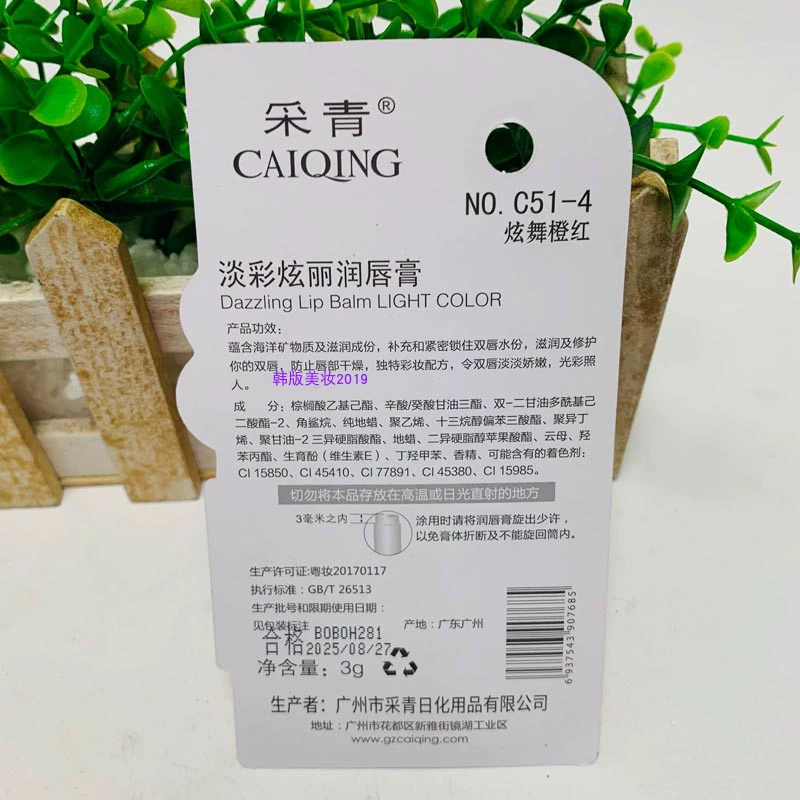 采青®
CAIQING
NO. C51-4
炫舞橙红
淡彩炫丽润唇膏
Dazzling Lip Balm LIGHT COLOR
产品功效：
蕴含海洋矿物质及滋润成份，补充和紧密锁住双唇水份，滋润及修护
你的双唇，防止唇部干燥，独特彩妆配方，令双唇淡淡娇嫩，光彩照
人。
韩版美妆2019
成 分：棕榈酸乙基己酯、辛酸/癸酸甘油三酯、双-二甘油多酰基己
二酸酯-2、角鲨烷、纯地蜡、聚乙烯、十三烷醇偏苯三酸酯、聚异丁
烯、聚甘油-2 三异硬脂酸酯、地蜡、二异硬脂醇苹果酸酯、云母、羟
苯丙酯、生育酚（维生素E）、丁羟甲苯、香精、可能含有的着色剂：
CI 15850、CI 45410、CI 77891、CI 45380、CI 15985。
切勿将本品存放在高温或日光直射的地方
3毫米之内
涂用时请将润唇膏旋出少许，
以免膏体折断及不能旋回筒内。
生产许可证:粤妆20170117
执行标准：GB/T 26513
生产批号和限期使用日期：
见包装标注
产地：广东广州
BOBOH281
2025/08/27
净含量：3g
6 937543 907685
生产者：广州市采青日化用品有限公司
地址：广州市花都区新雅街镜湖工业区
www.gzcaiqing.com